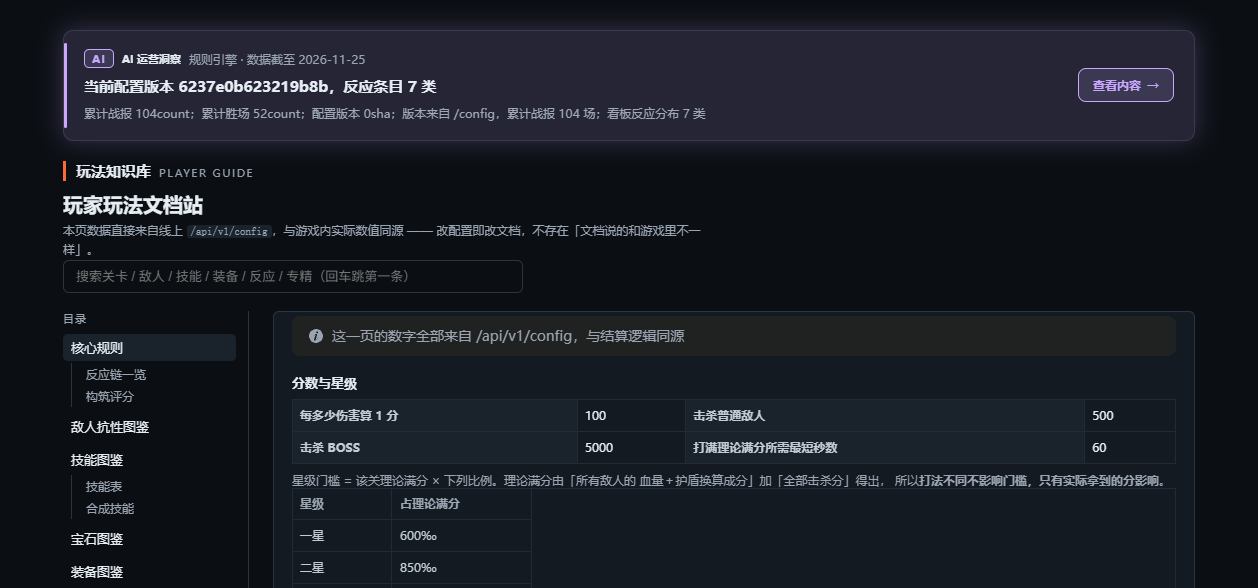 AI AI 运营洞察 规则引擎 · 数据截至 2026-11-25
当前配置版本 6237e0b623219b8b，反应条目 7 类
查看内容 →
累计战报 104count；累计胜场 52count；配置版本 0sha；版本来自 /config，累计战报 104 场；看板反应分布 7 类
玩法知识库 PLAYER GUIDE
玩家玩法文档站
本页数据直接来自线上 /api/v1/config，与游戏内实际数值同源 —— 改配置即改文档，不存在「文档说的和游戏里不一
样」。
搜索关卡 / 敌人 / 技能 / 装备 / 反应 / 专精（回车跳第一条）
目录
核心规则
反应链一览
构筑评分
敌人抗性图鉴
技能图鉴
技能表
合成技能
宝石图鉴
装备图鉴
这一页的数字全部来自 /api/v1/config，与结算逻辑同源
分数与星级
每多少伤害算 1 分 100 击杀普通敌人 500
击杀 BOSS 5000 打满理论满分所需最短秒数 60
星级门槛 = 该关理论满分 × 下列比例。理论满分由「所有敌人的 血量 + 护盾换算成分」加「全部击杀分」得出， 所以打法不同不影响门槛，只有实际拿到的分影响。
星级 占理论满分
一星 600‰
二星 850‰